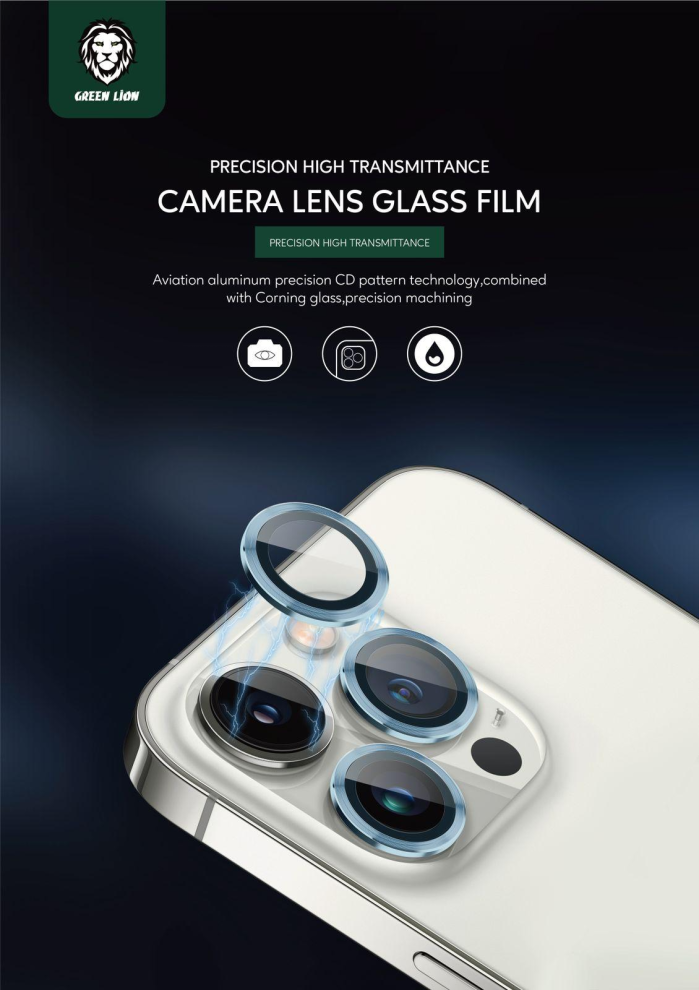 GREEN LION
PRECISION HIGH TRANSMITTANCE
CAMERA LENS GLASS FILM
PRECISION HIGH TRANSMITTANCE
Aviation aluminum precision CD pattern technology,combined
with Corning glass,precision machining